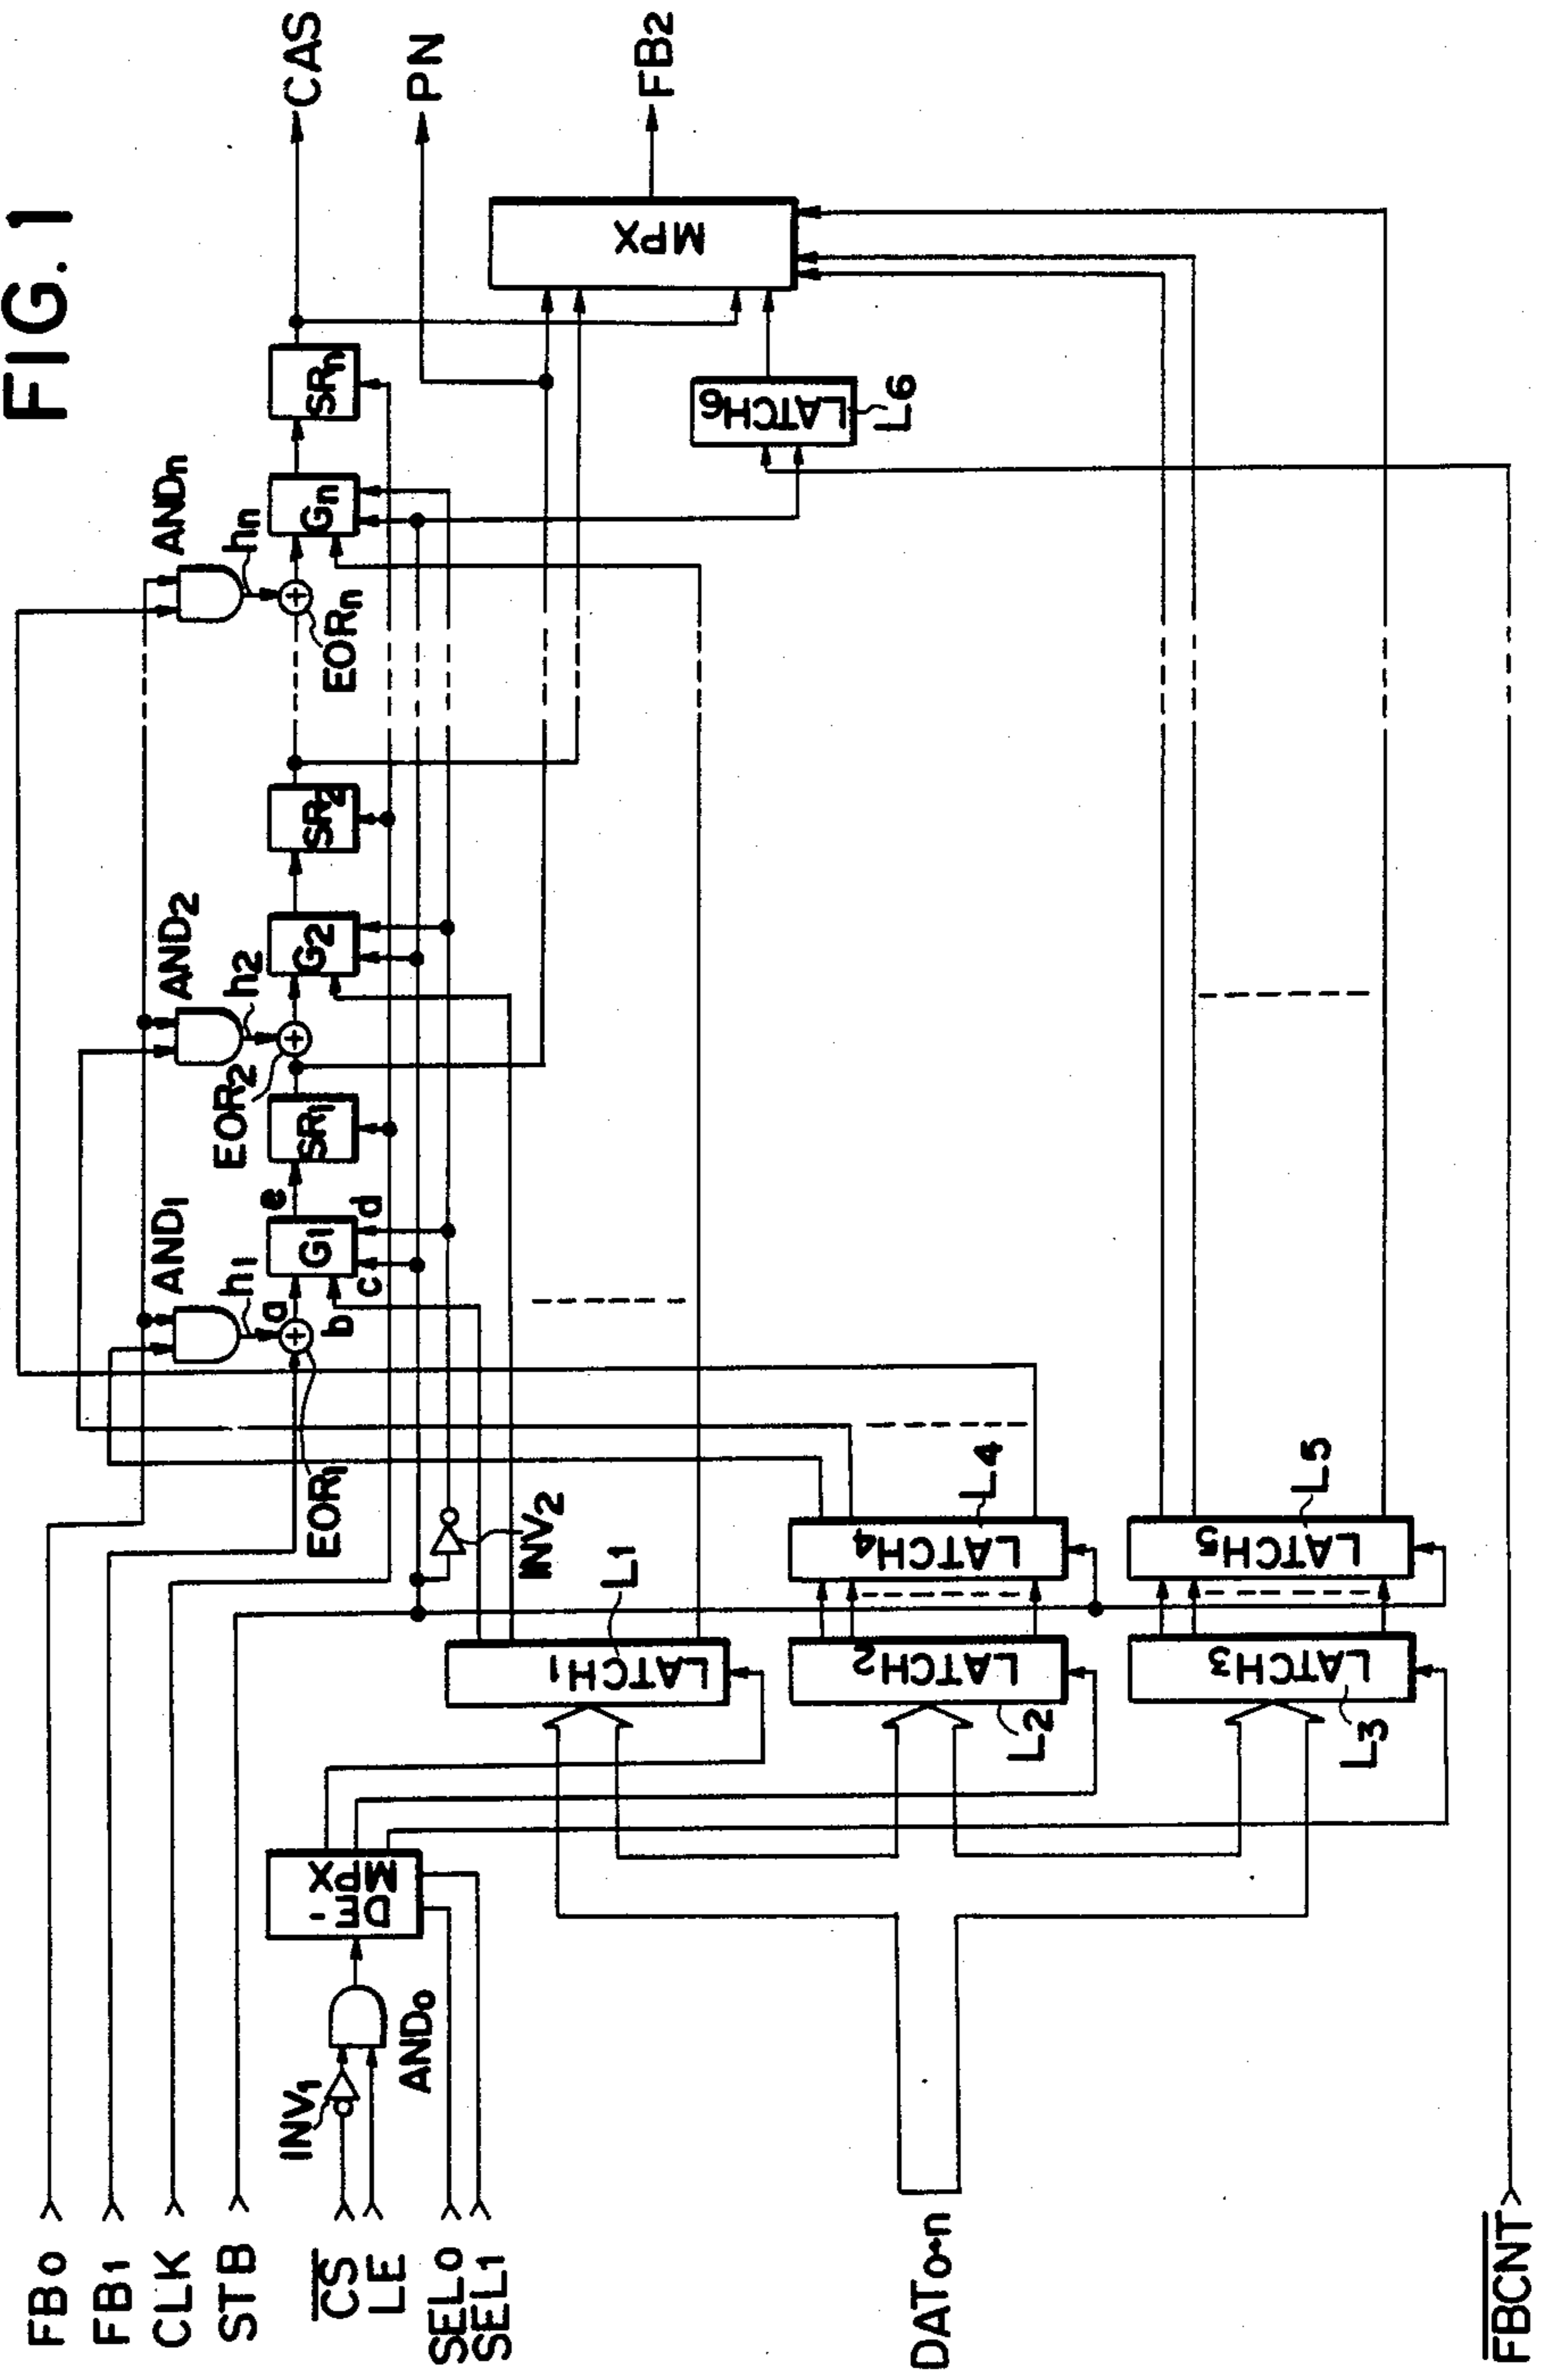 FIG. 1
FB0
FB1
CLK
STB
CS
LE
SEL0
SEL1
DAT0~n
FBCNT
INV1
AND0
DE-
MPX
LATCH1
L1
LATCH2
L2
LATCH3
L3
LATCH4
L4
LATCH5
L5
INV2
EOR1
AND1
h1
a
b
c
d
e
G1
SR1
EOR2
AND2
h2
G2
SR2
EORn
ANDn
hn
Gn
SRn
LATCH6
L6
MPX
CAS
PN
FB2